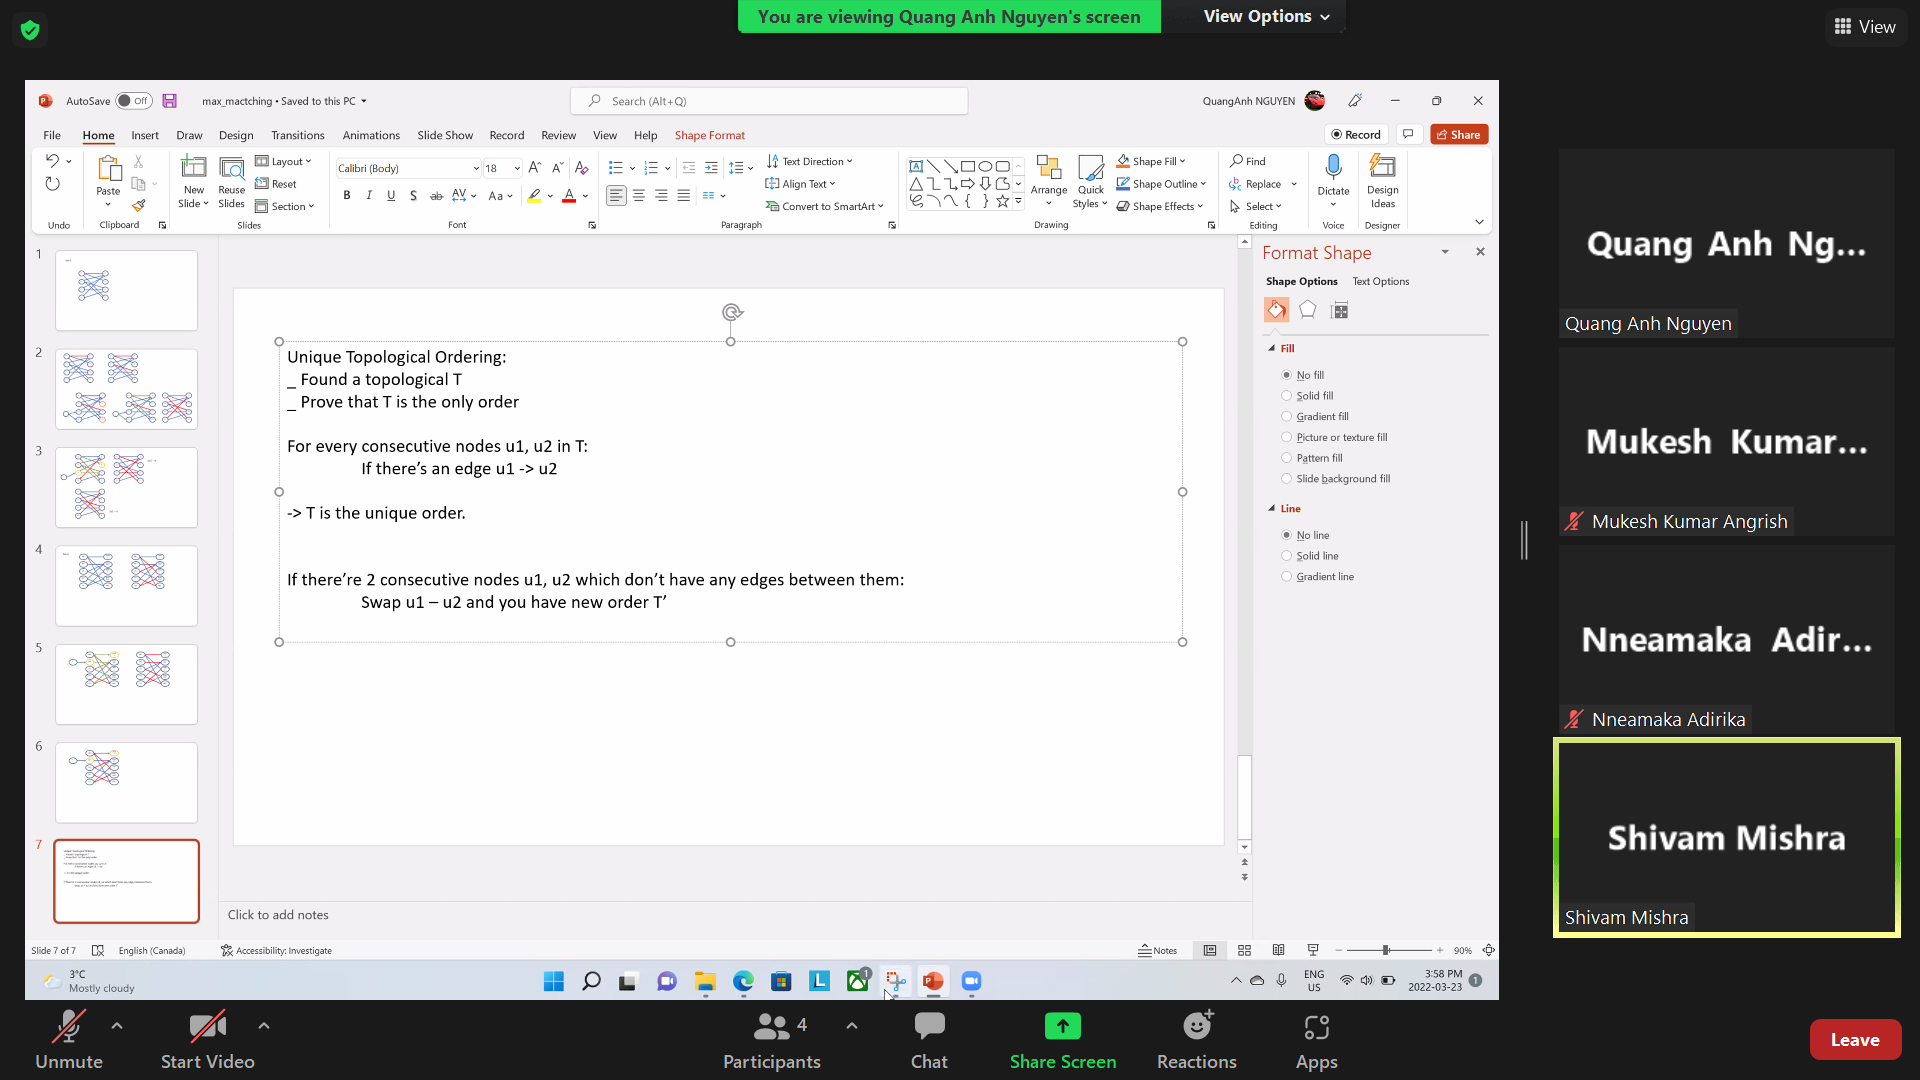 You are viewing Quang Anh Nguyen's screen
View Options
View
AutoSave Off
max_mactching • Saved to this PC
Search (Alt+Q)
QuangAnh NGUYEN
File Home Insert Draw Design Transitions Animations Slide Show Record Review View Help Shape Format
Record
Share
Undo
Paste
Clipboard
New Slide
Reuse Slides
Layout
Reset
Section
Slides
Calibri (Body) 18
B I U S ab AV Aa A
Font
Text Direction
Align Text
Convert to SmartArt
Paragraph
Arrange
Quick Styles
Shape Fill
Shape Outline
Shape Effects
Drawing
Find
Replace
Select
Editing
Dictate
Voice
Design Ideas
Designer
1
2
3
4
5
6
7
Unique Topological Ordering:
_ Found a topological T
_ Prove that T is the only order
For every consecutive nodes u1, u2 in T:
If there's an edge u1 -> u2
-> T is the unique order.
If there're 2 consecutive nodes u1, u2 which don't have any edges between them:
Swap u1 – u2 and you have new order T'
Format Shape
Shape Options Text Options
Fill
No fill
Solid fill
Gradient fill
Picture or texture fill
Pattern fill
Slide background fill
Line
No line
Solid line
Gradient line
Click to add notes
Slide 7 of 7
English (Canada)
Accessibility: Investigate
Notes
90%
3°C
Mostly cloudy
ENG
US
3:58 PM
2022-03-23
1
Quang Anh Ng...
Quang Anh Nguyen
Mukesh Kumar...
Mukesh Kumar Angrish
Nneamaka Adir...
Nneamaka Adirika
Shivam Mishra
Shivam Mishra
Unmute
Start Video
Participants 4
Chat
Share Screen
Reactions
Apps
Leave